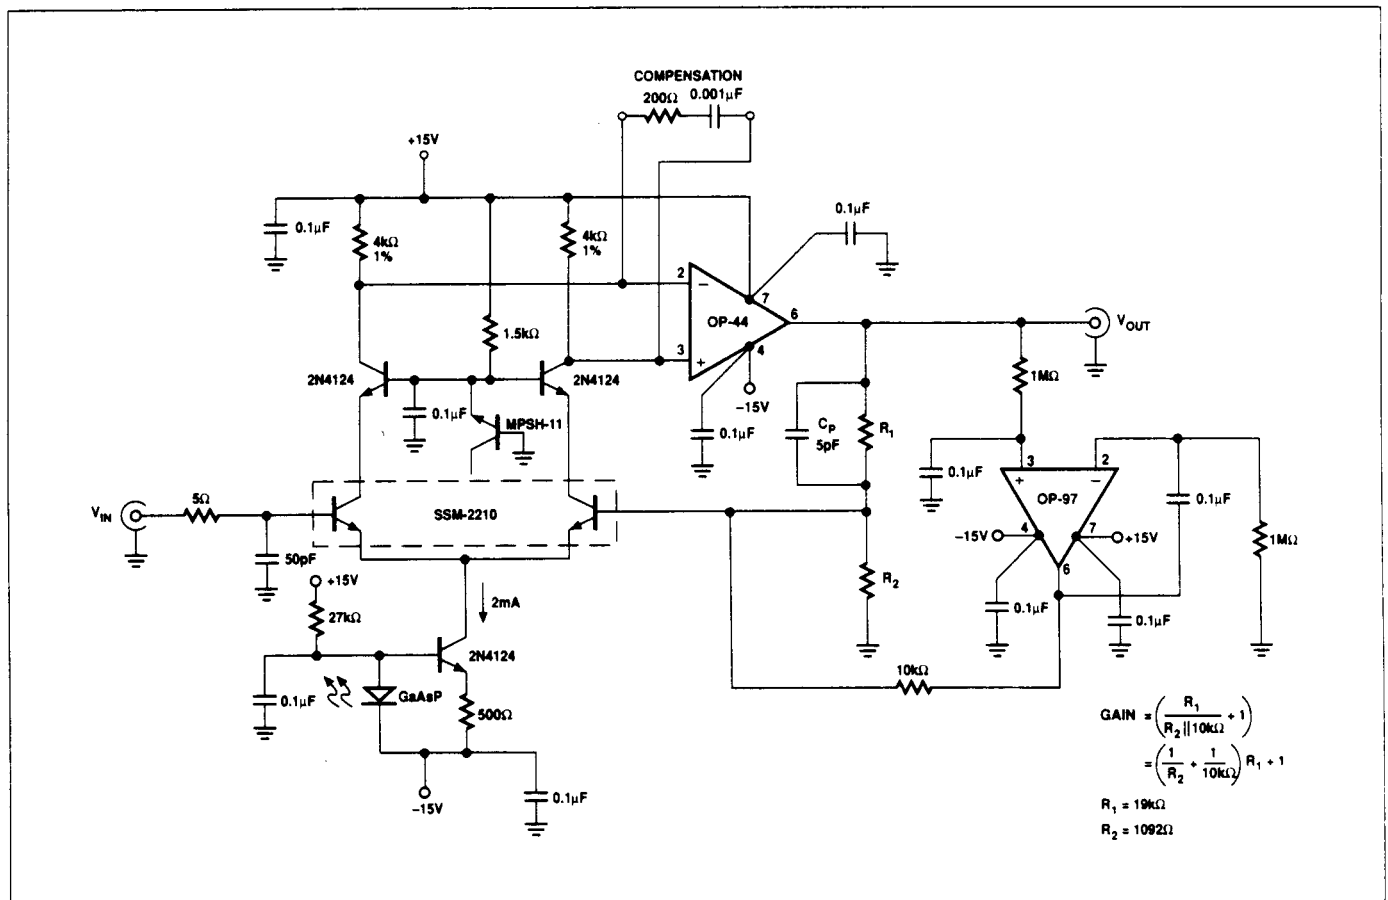 COMPENSATION
200Ω 0.001μF
+15V
0.1μF
4kΩ
1%
4kΩ
1%
0.1μF
2
−
7
OP-44
6
VOUT
3
+
4
1.5kΩ
2N4124
2N4124
−15V
1MΩ
0.1μF
MPSH-11
0.1μF
CP
5pF
R1
3
2
+
−
0.1μF
OP-97
0.1μF
VIN
5Ω
SSM-2210
−15V
4
7
+15V
1MΩ
50pF
6
+15V
R2
2mA
27kΩ
0.1μF
0.1μF
2N4124
10kΩ
0.1μF
GaAsP
500Ω
−15V
0.1μF
GAIN = (R1 / R2||10kΩ + 1)
= (1 / R2 + 1 / 10kΩ) R1 + 1
R1 = 19kΩ
R2 = 1092Ω